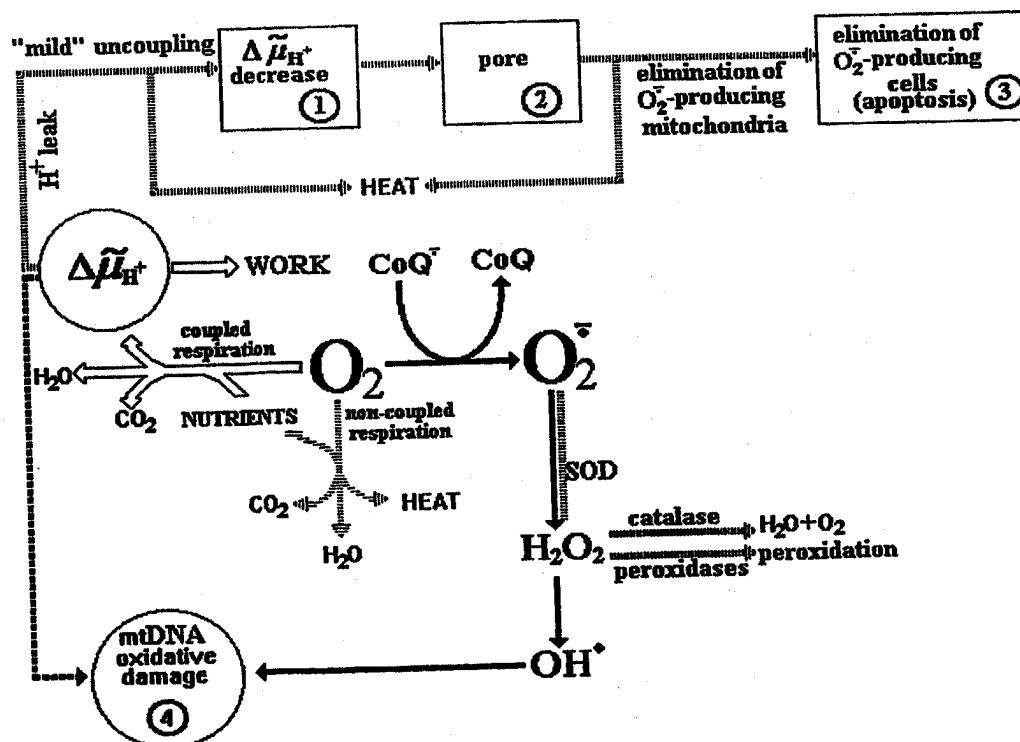 "mild" uncoupling
Δμ̃H+
decrease
1
pore
2
elimination of
O2•̄-producing
mitochondria
elimination of
O2•̄-producing
cells
(apoptosis)
3
H+ leak
HEAT
Δμ̃H+
WORK
CoQ•̄
CoQ
coupled
respiration
H2O
CO2
NUTRIENTS
O2
O2•̄
non-coupled
respiration
CO2
HEAT
H2O
SOD
H2O2
catalase
H2O+O2
peroxidases
peroxidation
OH•
mtDNA
oxidative
damage
4